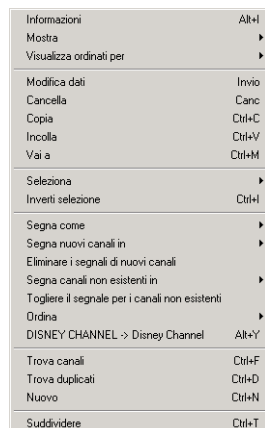 Informazioni Alt+I
Mostra
Visualizza ordinati per
Modifica dati Invio
Cancella Canc
Copia Ctrl+C
Incolla Ctrl+V
Vai a Ctrl+M
Seleziona
Inverti selezione Ctrl+I
Segna come
Segna nuovi canali in
Eliminare i segnali di nuovi canali
Segna canali non esistenti in
Togliere il segnale per i canali non esistenti
Ordina
DISNEY CHANNEL -> Disney Channel Alt+Y
Trova canali Ctrl+F
Trova duplicati Ctrl+D
Nuovo Ctrl+N
Suddividere Ctrl+T